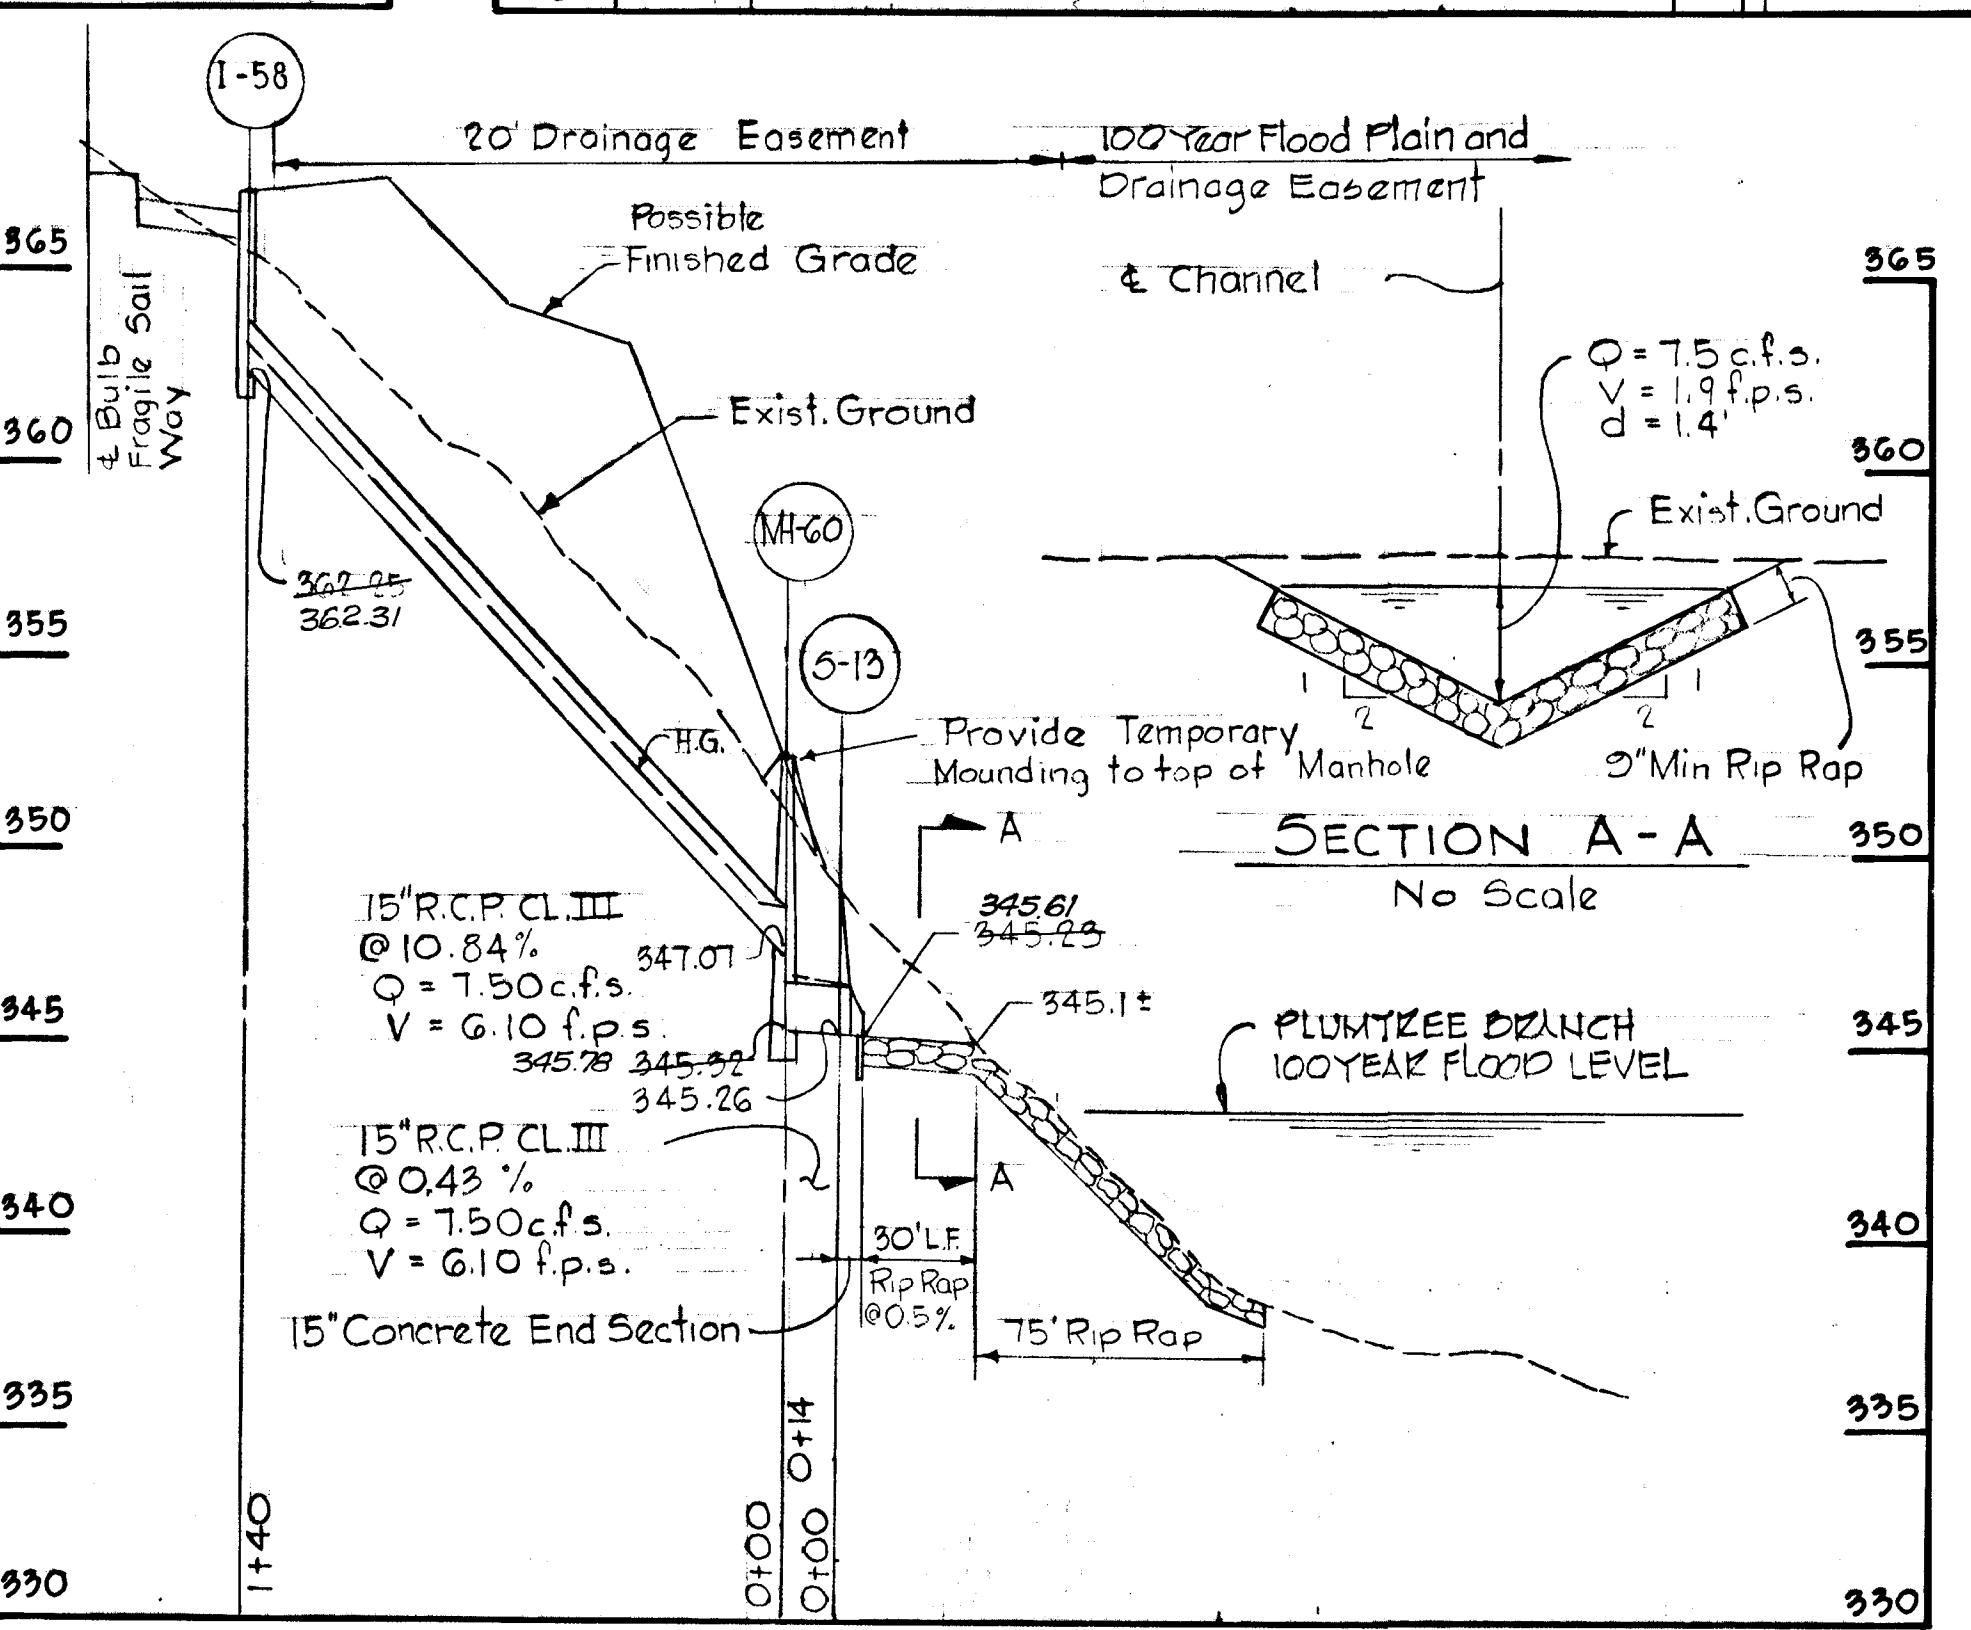 I-58
20' Drainage Easement
100 Year Flood Plain and
Drainage Easement
Possible
Finished Grade
℄ Channel
365
365
℄ Bulb
Fragile Sail
Way
Q = 7.5 c.f.s.
V = 1.9 f.p.s.
d = 1.4'
Exist. Ground
360
360
Exist. Ground
MH-60
362.25
362.31
355
355
S-13
1
2
1
2
H.G.
Provide Temporary
Mounding to top of Manhole
9" Min Rip Rap
350
350
A
SECTION A-A
No Scale
15" R.C.P. CL. III
@ 10.84%
Q = 7.50 c.f.s.
V = 6.10 f.p.s.
347.07
345.61
345.23
345.1±
345
345
PLUMTREE BRANCH
100 YEAR FLOOD LEVEL
345.78 345.32
345.26
15" R.C.P. CL. III
@ 0.43 %
Q = 7.50 c.f.s.
V = 6.10 f.p.s.
A
340
340
30' L.F.
Rip Rap
@ 0.5%
15" Concrete End Section
75' Rip Rap
335
335
1+40
0+00
0+14
0+00
330
330